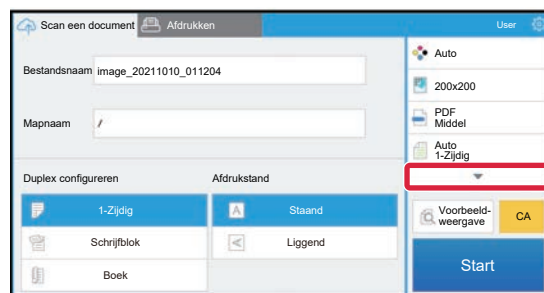 Scan een document
Afdrukken
User
Bestandsnaam
image_20211010_011204
Mapnaam
/
Duplex configureren
Afdrukstand
1-Zijdig
Schrijfblok
Boek
A
Staand
Liggend
Auto
200x200
PDF
Middel
Auto
1-Zijdig
Voorbeeld-
weergave
CA
Start